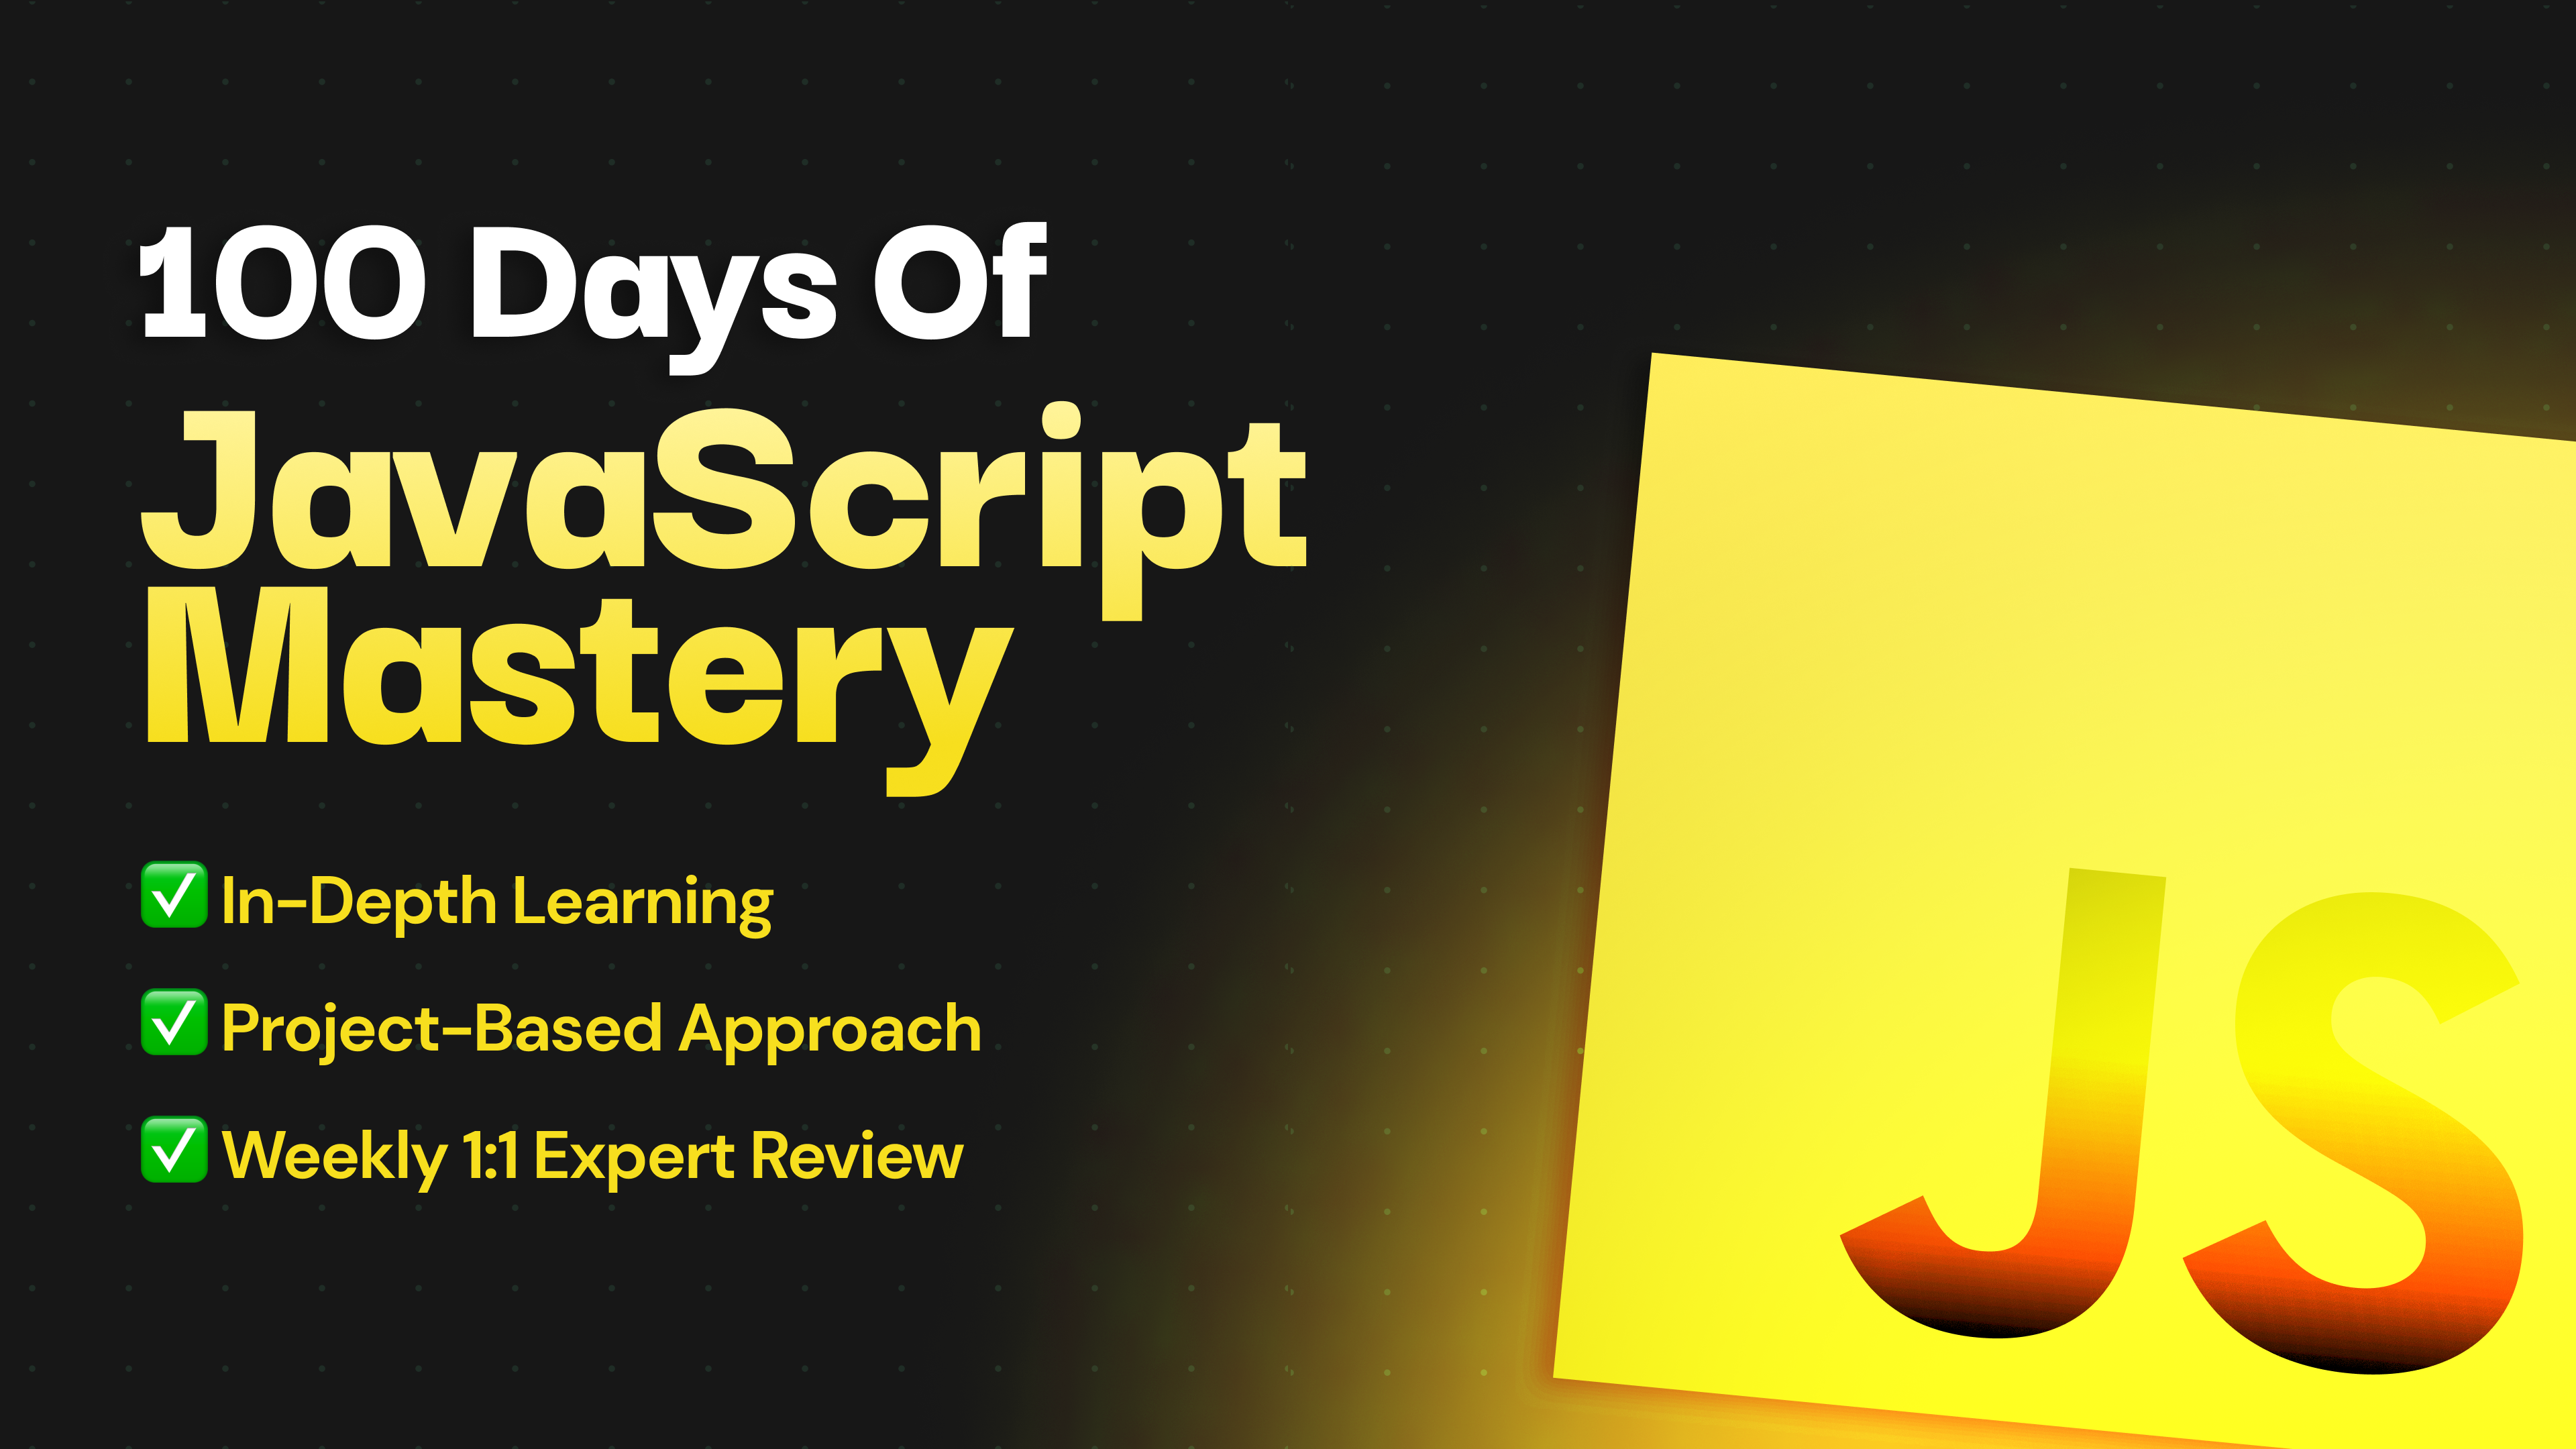 100 Days Of
JavaScript
Mastery
✅ In-Depth Learning
✅ Project-Based Approach
✅ Weekly 1:1 Expert Review
JS